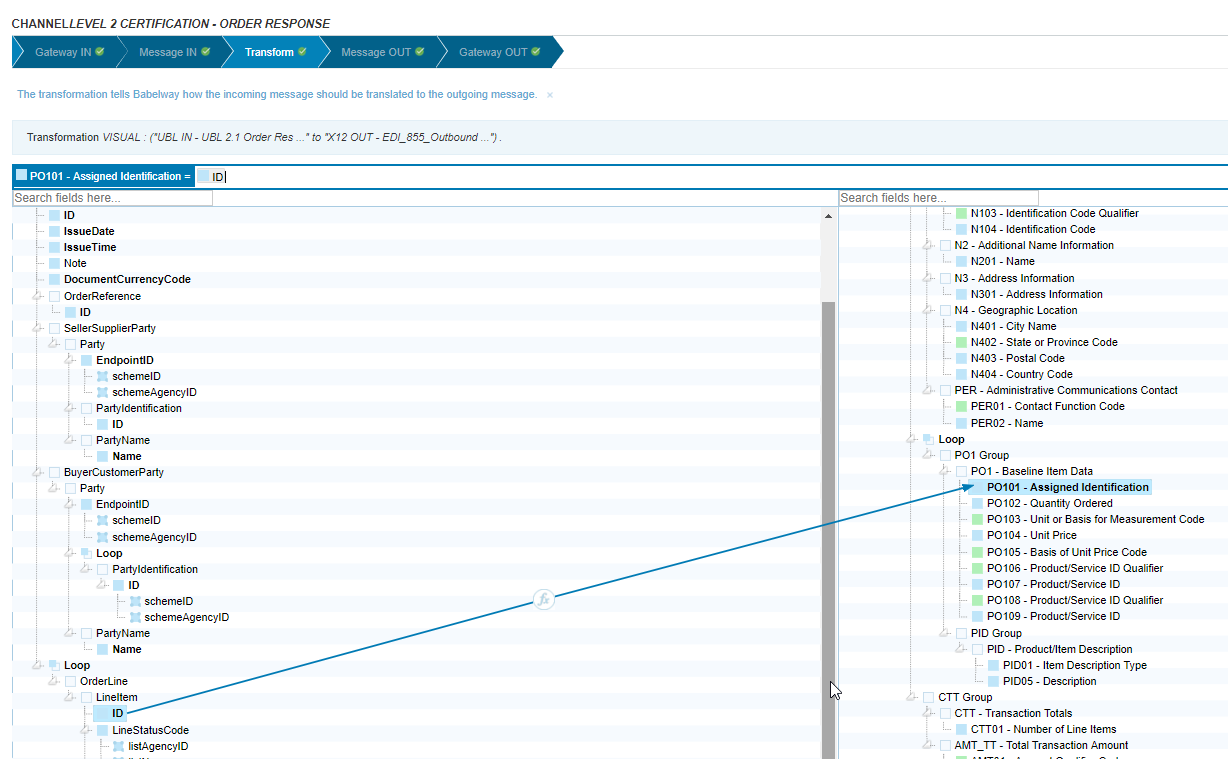 CHANNELLEVEL 2 CERTIFICATION - ORDER RESPONSE
Gateway IN Message IN Transform Message OUT Gateway OUT
The transformation tells Babelway how the incoming message should be translated to the outgoing message. ×
Transformation VISUAL : ("UBL IN - UBL 2.1 Order Res ..." to "X12 OUT - EDI_855_Outbound ...") .
PO101 - Assigned Identification = ID
Search fields here...
ID
IssueDate
IssueTime
Note
DocumentCurrencyCode
OrderReference
ID
SellerSupplierParty
Party
EndpointID
schemeID
schemeAgencyID
PartyIdentification
ID
PartyName
Name
BuyerCustomerParty
Party
EndpointID
schemeID
schemeAgencyID
Loop
PartyIdentification
ID
schemeID
schemeAgencyID
PartyName
Name
Loop
OrderLine
LineItem
ID
LineStatusCode
listAgencyID
fx
Search fields here...
N103 - Identification Code Qualifier
N104 - Identification Code
N2 - Additional Name Information
N201 - Name
N3 - Address Information
N301 - Address Information
N4 - Geographic Location
N401 - City Name
N402 - State or Province Code
N403 - Postal Code
N404 - Country Code
PER - Administrative Communications Contact
PER01 - Contact Function Code
PER02 - Name
Loop
PO1 Group
PO1 - Baseline Item Data
PO101 - Assigned Identification
PO102 - Quantity Ordered
PO103 - Unit or Basis for Measurement Code
PO104 - Unit Price
PO105 - Basis of Unit Price Code
PO106 - Product/Service ID Qualifier
PO107 - Product/Service ID
PO108 - Product/Service ID Qualifier
PO109 - Product/Service ID
PID Group
PID - Product/Item Description
PID01 - Item Description Type
PID05 - Description
CTT Group
CTT - Transaction Totals
CTT01 - Number of Line Items
AMT_TT - Total Transaction Amount